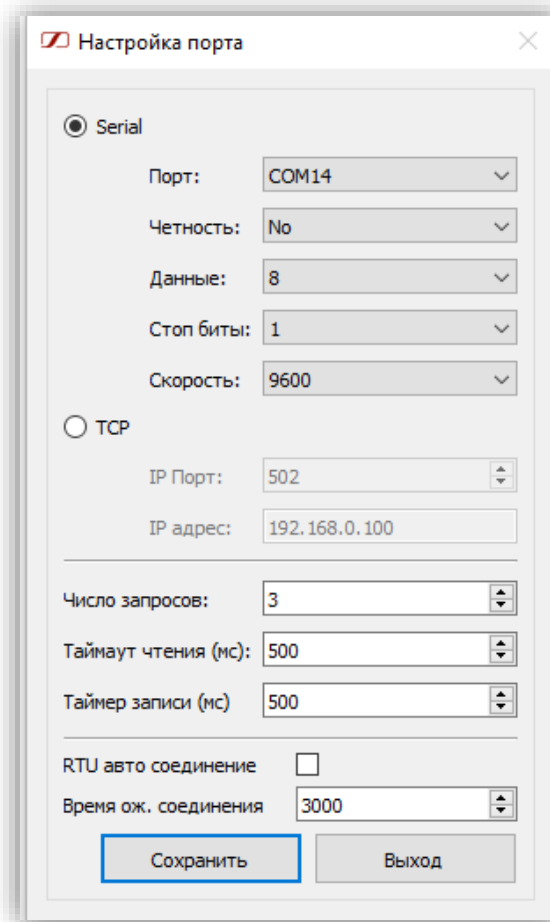 Настройка порта
Serial
Порт: COM14
Четность: No
Данные: 8
Стоп биты: 1
Скорость: 9600
TCP
IP Порт: 502
IP адрес: 192.168.0.100
Число запросов: 3
Таймаут чтения (мс): 500
Таймер записи (мс) 500
RTU авто соединение
Время ож. соединения 3000
Сохранить Выход